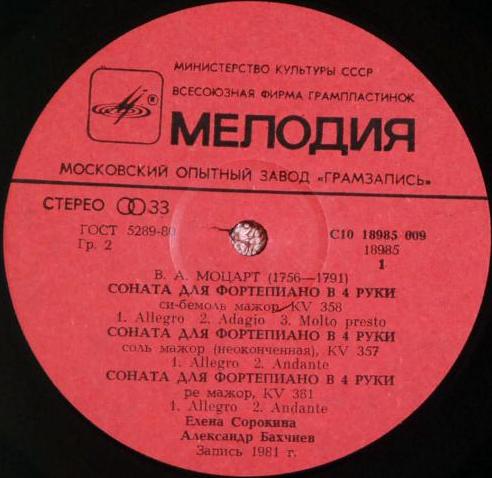 МИНИСТЕРСТВО КУЛЬТУРЫ СССР
ВСЕСОЮЗНАЯ ФИРМА ГРАМПЛАСТИНОК
® МЕЛОДИЯ
МОСКОВСКИЙ ОПЫТНЫЙ ЗАВОД «ГРАМЗАПИСЬ»
СТЕРЕО 33
ГОСТ 5289-80 С10 18985 009
Гр. 2 18985
1
В. А. МОЦАРТ (1756—1791)
СОНАТА ДЛЯ ФОРТЕПИАНО В 4 РУКИ
си-бемоль мажор, KV 358
1. Allegro 2. Adagio 3. Molto presto
СОНАТА ДЛЯ ФОРТЕПИАНО В 4 РУКИ
соль мажор (неоконченная), KV 357
1. Allegro 2. Andante
СОНАТА ДЛЯ ФОРТЕПИАНО В 4 РУКИ
ре мажор, KV 381
1. Allegro 2. Andante
Елена Сорокина
Александр Бахчиев
Запись 1981 г.